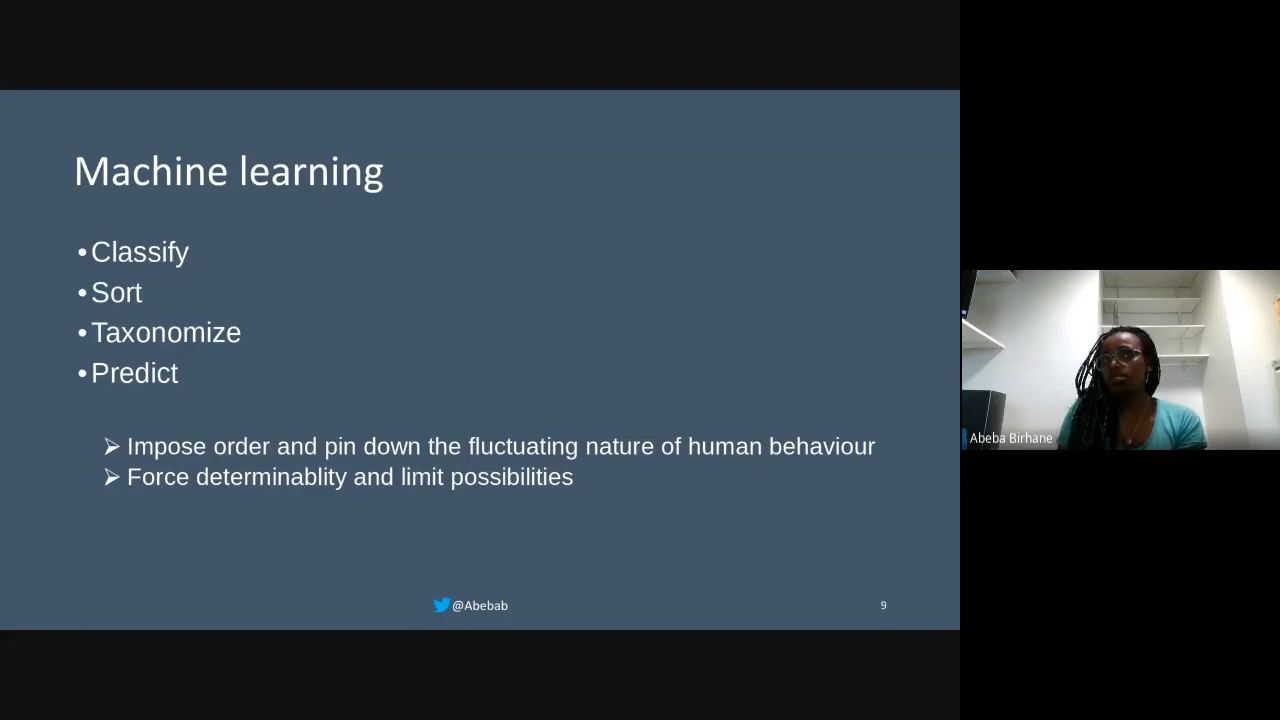 Machine learning
• Classify
• Sort
• Taxonomize
• Predict
➢ Impose order and pin down the fluctuating nature of human behaviour
➢ Force determinablity and limit possibilities
@Abebab
9
Abeba Birhane